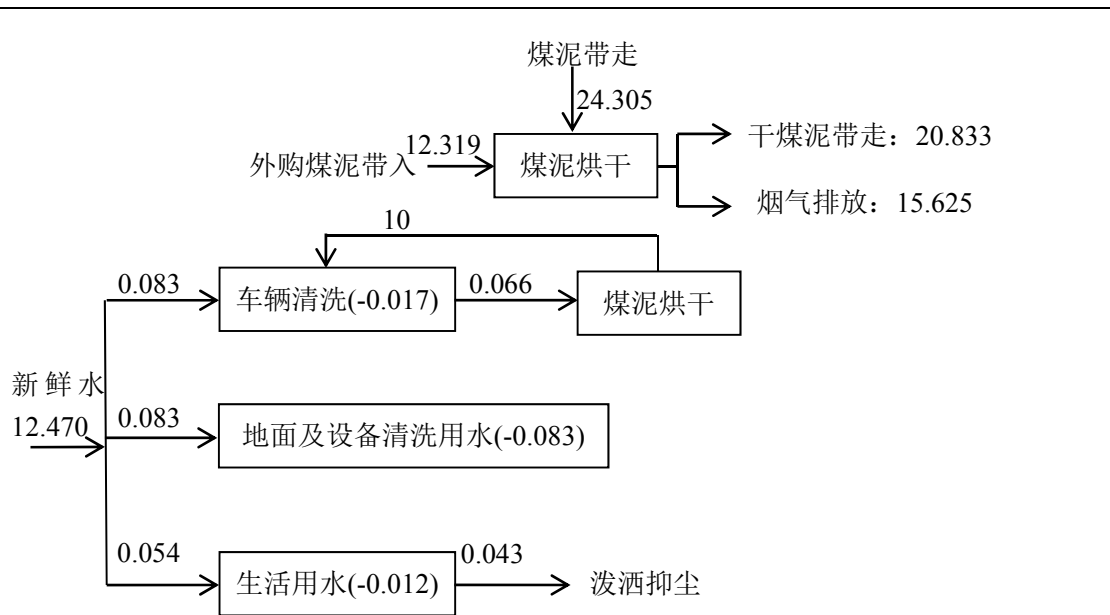 煤泥带走
24.305
外购煤泥带入
12.319
煤泥烘干
干煤泥带走：20.833
烟气排放：15.625
10
0.083
车辆清洗(-0.017)
0.066
煤泥烘干
新鲜水
12.470
0.083
地面及设备清洗用水(-0.083)
0.054
生活用水(-0.012)
0.043
泼洒抑尘